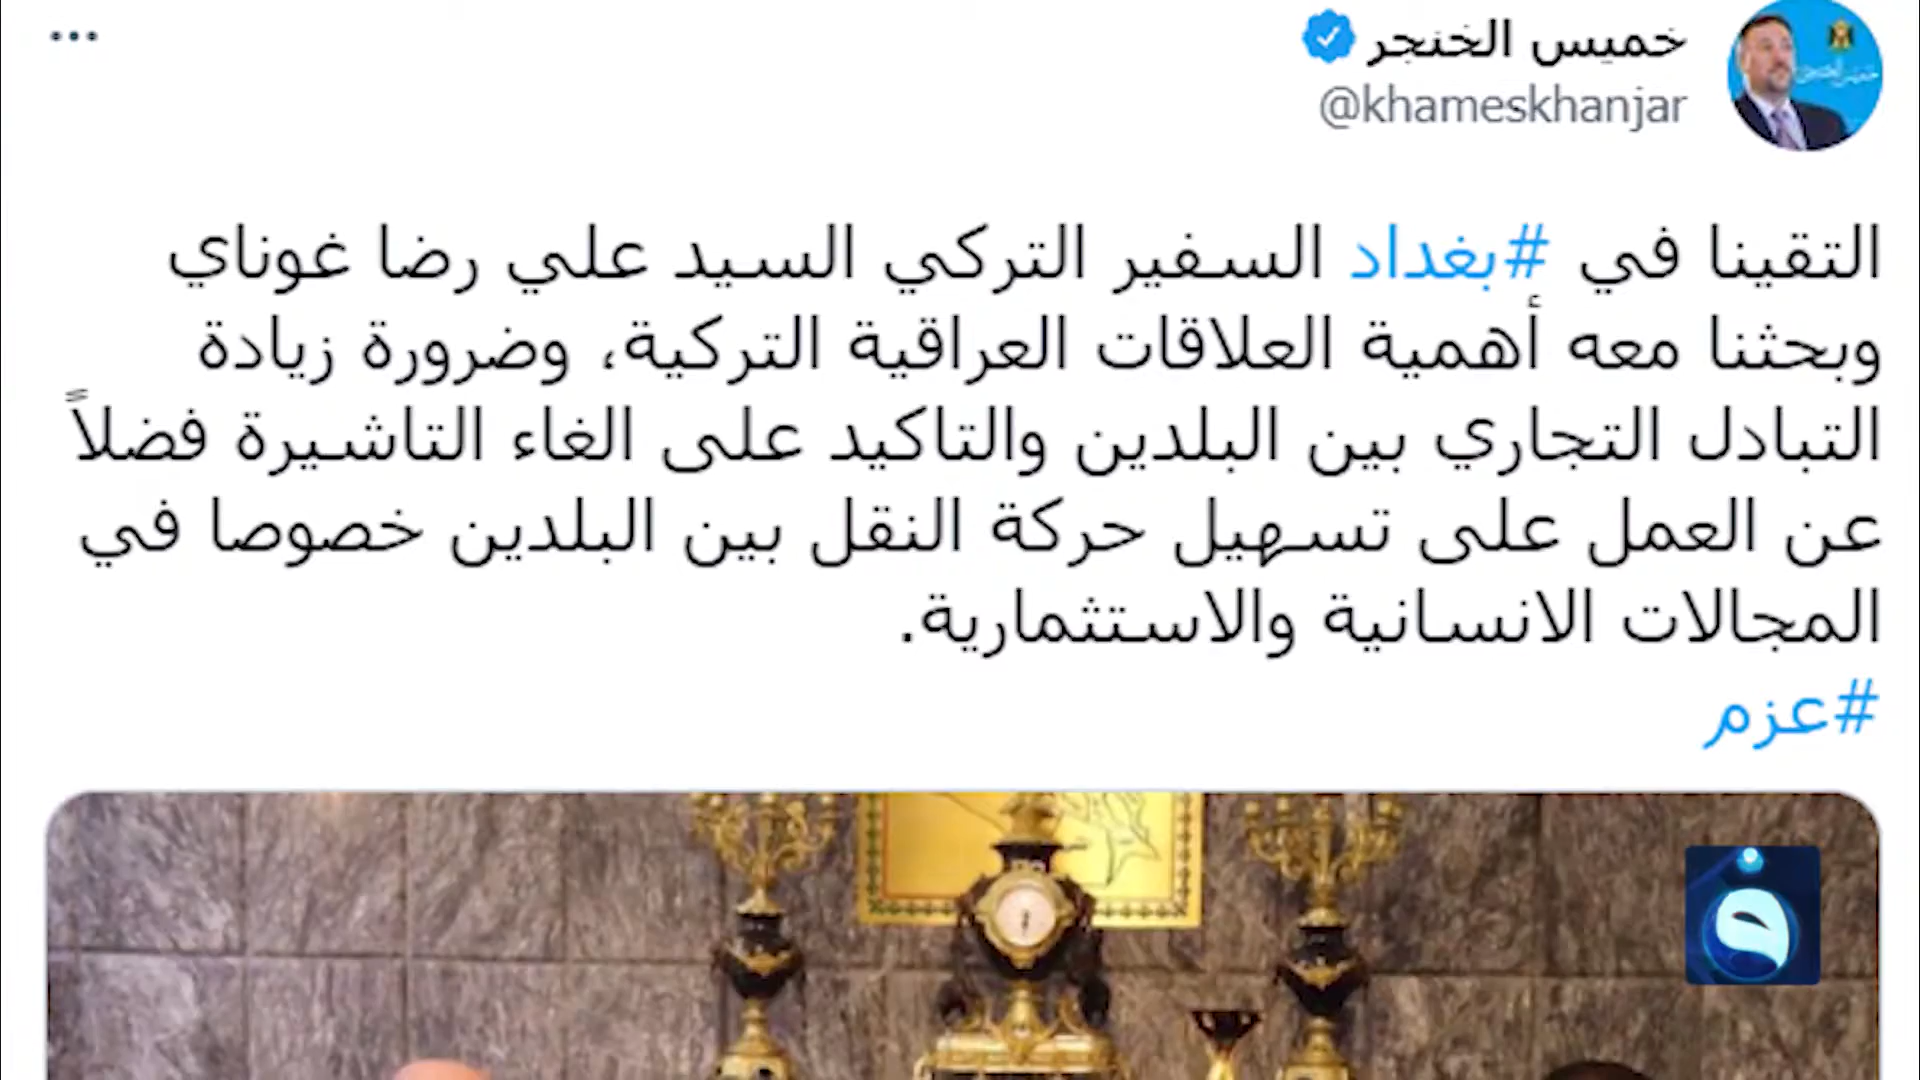 خميس الخنجر
@khameskhanjar
التقينا في #بغداد السفير التركي السيد علي رضا غوناي
وبحثنا معه أهمية العلاقات العراقية التركية، وضرورة زيادة
التبادل التجاري بين البلدين والتاكيد على الغاء التاشيرة فضلاً
عن العمل على تسهيل حركة النقل بين البلدين خصوصا في
المجالات الانسانية والاستثمارية.
#عزم